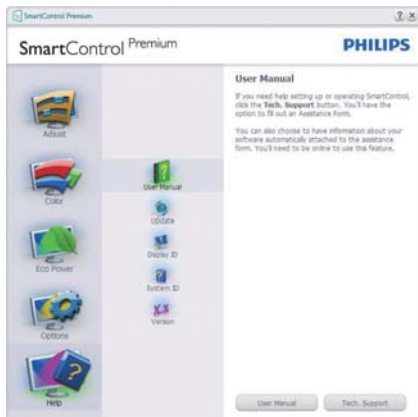 SmartControl Premium
SmartControl Premium
PHILIPS
Adjust
Color
Eco Power
Options
Help
User Manual
Update
Display ID
System ID
X.X
Version
User Manual
If you need help setting up or operating SmartControl,
click the Tech. Support button. You'll have the
option to fill out an Assistance Form.
You can also choose to have information about your
software automatically attached to the assistance
form. You'll need to be online to use this feature.
User Manual
Tech. Support